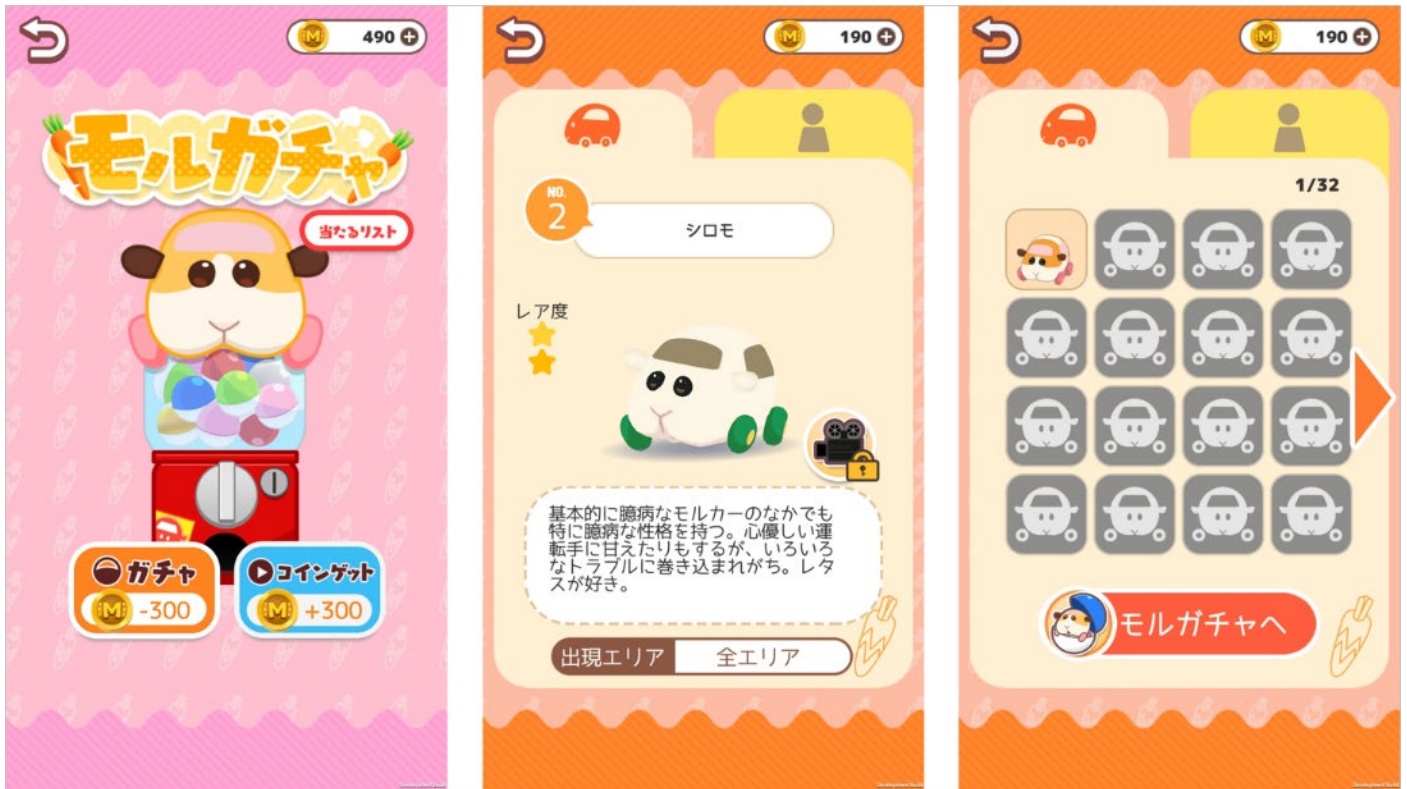 490
モルガチャ
当たるリスト
M
ガチャ
M -300
コインゲット
M +300
Development Build
190
NO.
2
シロモ
レア度
基本的に臆病なモルカーのなかでも
特に臆病な性格を持つ。心優しい運
転手に甘えたりもするが、いろいろ
なトラブルに巻き込まれがち。レタ
スが好き。
出現エリア 全エリア
Development Build
190
1/32
モルガチャへ
Development Build